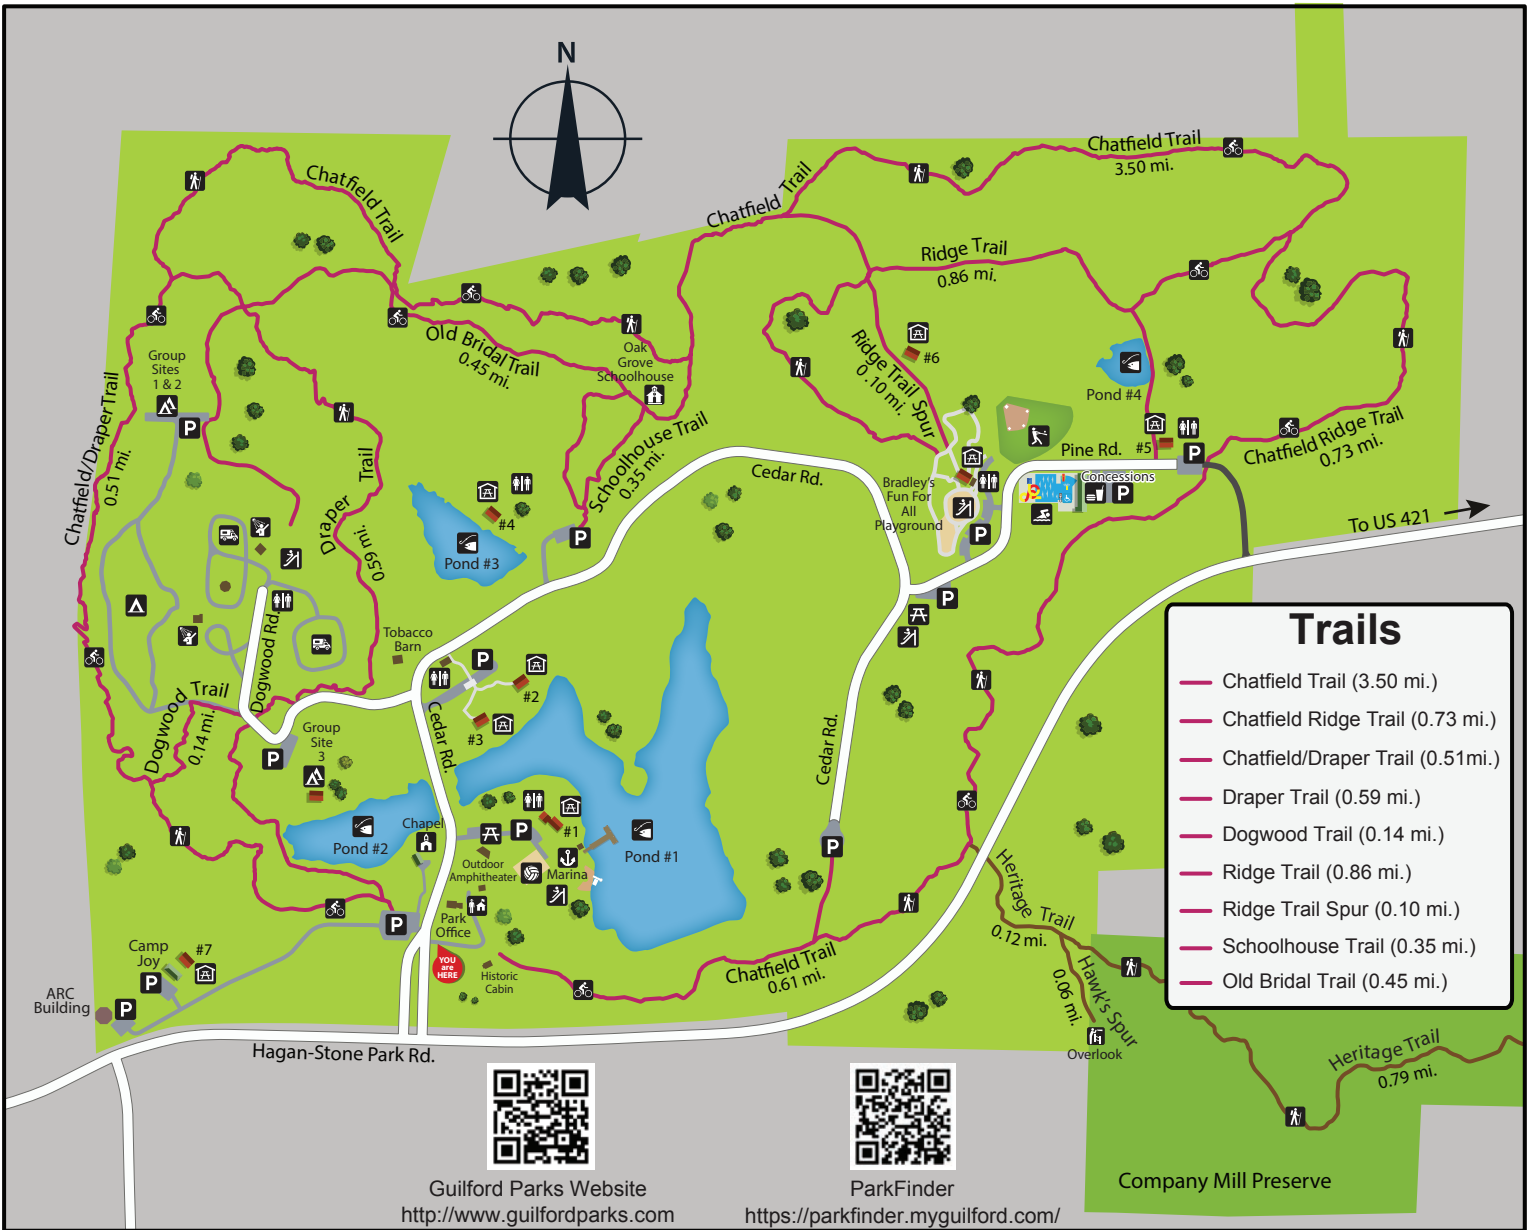 N
Chatfield Trail
3.50 mi.
Chatfield Trail
Chatfield Trail
Ridge Trail
0.86 mi.
Old Bridal Trail
0.45 mi.
Oak
Grove
Schoolhouse
Ridge Trail Spur
0.10 mi.
#6
Pond #4
Group
Sites
1 & 2
P
Chatfield/Draper Trail
0.51 mi.
Draper Trail
0.59 mi.
Schoolhouse Trail
0.35 mi.
#4
Pond #3
P
Cedar Rd.
Bradley's
Fun For
All
Playground
P
Pine Rd.
#5
P
Concessions
P
Chatfield Ridge Trail
0.73 mi.
To US 421
P
Dogwood Rd.
Tobacco
Barn
P
#2
#3
Cedar Rd.
Cedar Rd.
Dogwood Trail
0.14 mi.
Group
Site
3
P
Chapel
Pond #2
P
#1
Pond #1
Outdoor
Amphitheater
Marina
P
Park
Office
P
YOU
are
HERE
Historic
Cabin
Chatfield Trail
0.61 mi.
Camp
Joy
#7
P
ARC
Building
P
Hagan-Stone Park Rd.
Heritage Trail
0.12 mi.
Hawk's Spur
0.06 mi.
Overlook
Heritage Trail
0.79 mi.
Company Mill Preserve
Trails
Chatfield Trail (3.50 mi.)
Chatfield Ridge Trail (0.73 mi.)
Chatfield/Draper Trail (0.51mi.)
Draper Trail (0.59 mi.)
Dogwood Trail (0.14 mi.)
Ridge Trail (0.86 mi.)
Ridge Trail Spur (0.10 mi.)
Schoolhouse Trail (0.35 mi.)
Old Bridal Trail (0.45 mi.)
Guilford Parks Website
http://www.guilfordparks.com
ParkFinder
https://parkfinder.myguilford.com/